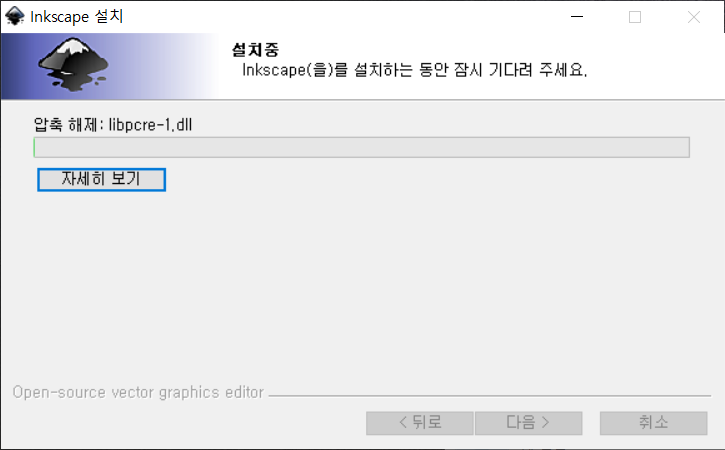 Inkscape 설치
설치중
Inkscape(을)를 설치하는 동안 잠시 기다려 주세요.
압축 해제: libpcre-1.dll
자세히 보기
Open-source vector graphics editor
< 뒤로
다음 >
취소